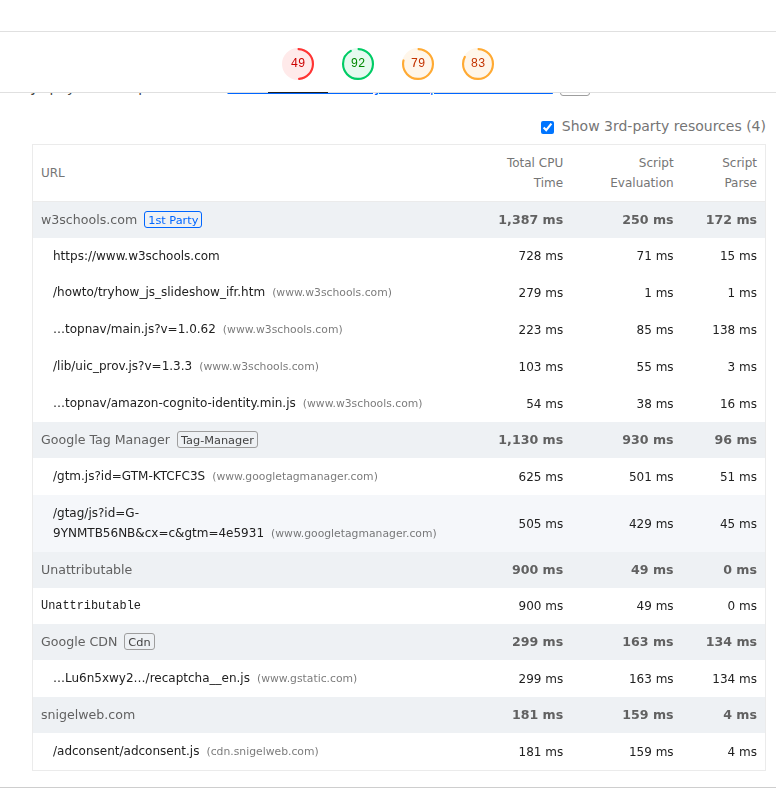 49 92 79 83
Show 3rd-party resources (4)
URL Total CPU Time Script Evaluation Script Parse
w3schools.com 1st Party 1,387 ms 250 ms 172 ms
https://www.w3schools.com 728 ms 71 ms 15 ms
/howto/tryhow_js_slideshow_ifr.htm (www.w3schools.com) 279 ms 1 ms 1 ms
…topnav/main.js?v=1.0.62 (www.w3schools.com) 223 ms 85 ms 138 ms
/lib/uic_prov.js?v=1.3.3 (www.w3schools.com) 103 ms 55 ms 3 ms
…topnav/amazon-cognito-identity.min.js (www.w3schools.com) 54 ms 38 ms 16 ms
Google Tag Manager Tag-Manager 1,130 ms 930 ms 96 ms
/gtm.js?id=GTM-KTCFC3S (www.googletagmanager.com) 625 ms 501 ms 51 ms
/gtag/js?id=G-
9YNMTB56NB&cx=c&gtm=4e5931 (www.googletagmanager.com) 505 ms 429 ms 45 ms
Unattributable 900 ms 49 ms 0 ms
Unattributable 900 ms 49 ms 0 ms
Google CDN Cdn 299 ms 163 ms 134 ms
…Lu6n5xwy2…/recaptcha__en.js (www.gstatic.com) 299 ms 163 ms 134 ms
snigelweb.com 181 ms 159 ms 4 ms
/adconsent/adconsent.js (cdn.snigelweb.com) 181 ms 159 ms 4 ms